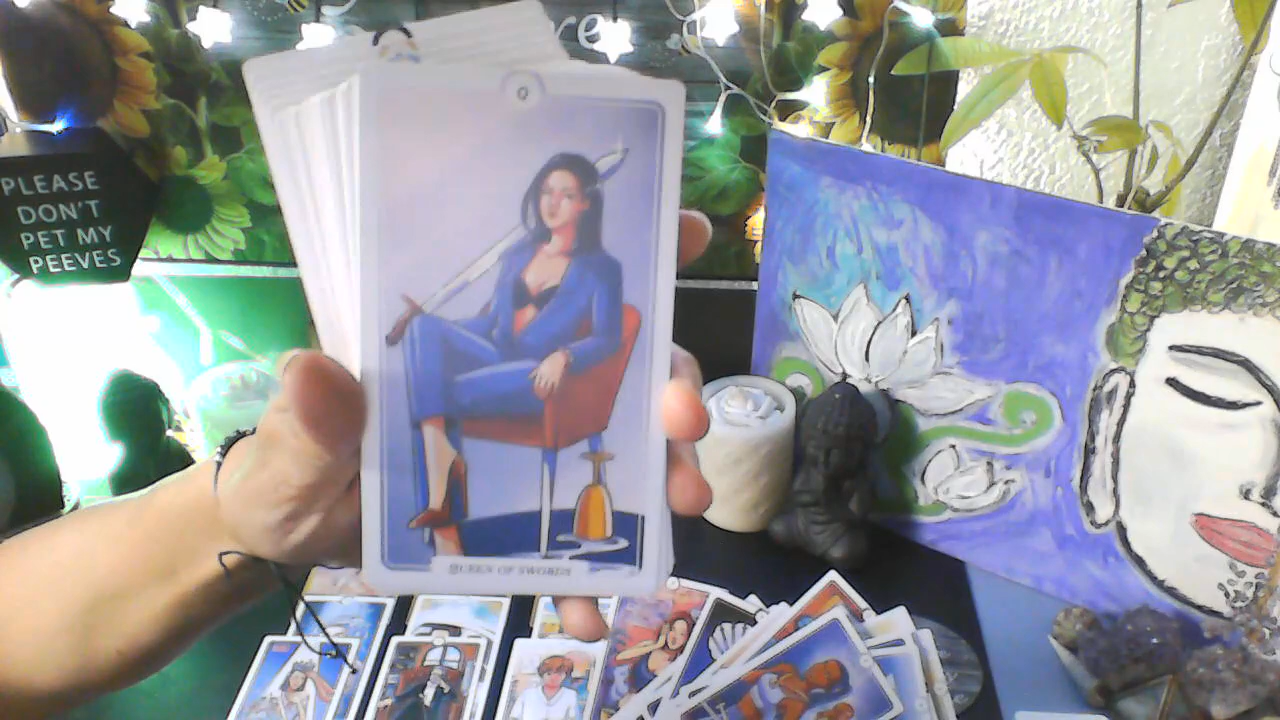 PLEASE
DON'T
PET MY
PEEVES
Q
QUEEN OF SWORDS